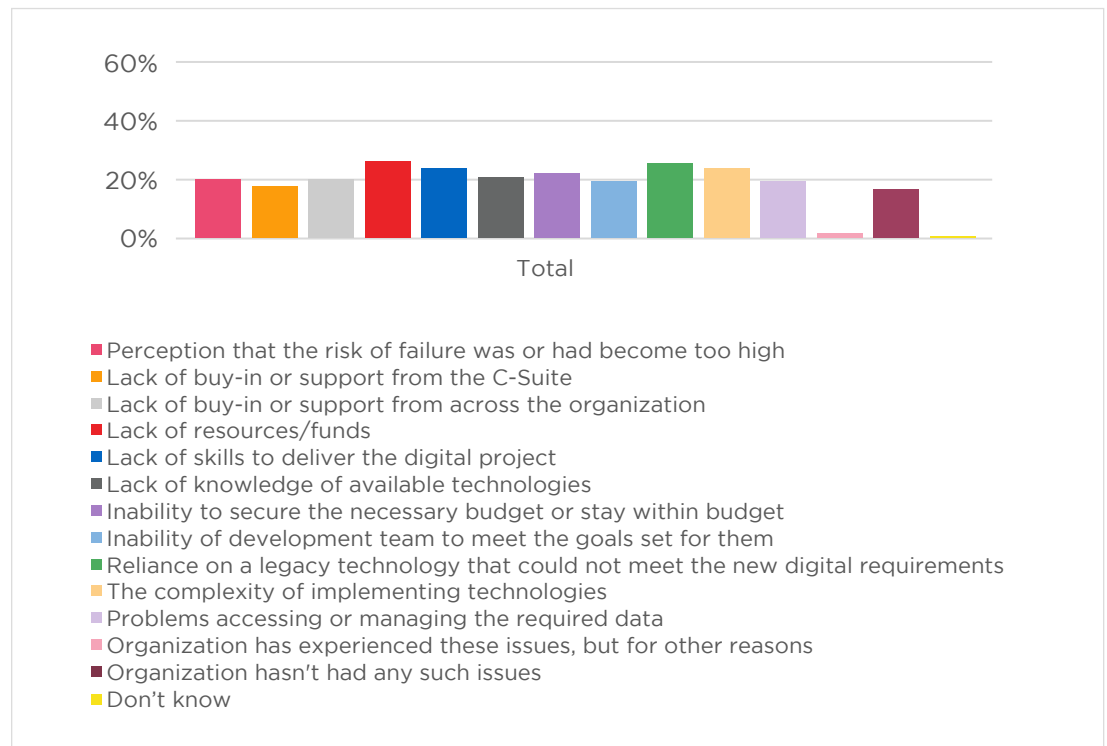 60%
40%
20%
0%
Total
Perception that the risk of failure was or had become too high
Lack of buy-in or support from the C-Suite
Lack of buy-in or support from across the organization
Lack of resources/funds
Lack of skills to deliver the digital project
Lack of knowledge of available technologies
Inability to secure the necessary budget or stay within budget
Inability of development team to meet the goals set for them
Reliance on a legacy technology that could not meet the new digital requirements
The complexity of implementing technologies
Problems accessing or managing the required data
Organization has experienced these issues, but for other reasons
Organization hasn't had any such issues
Don’t know